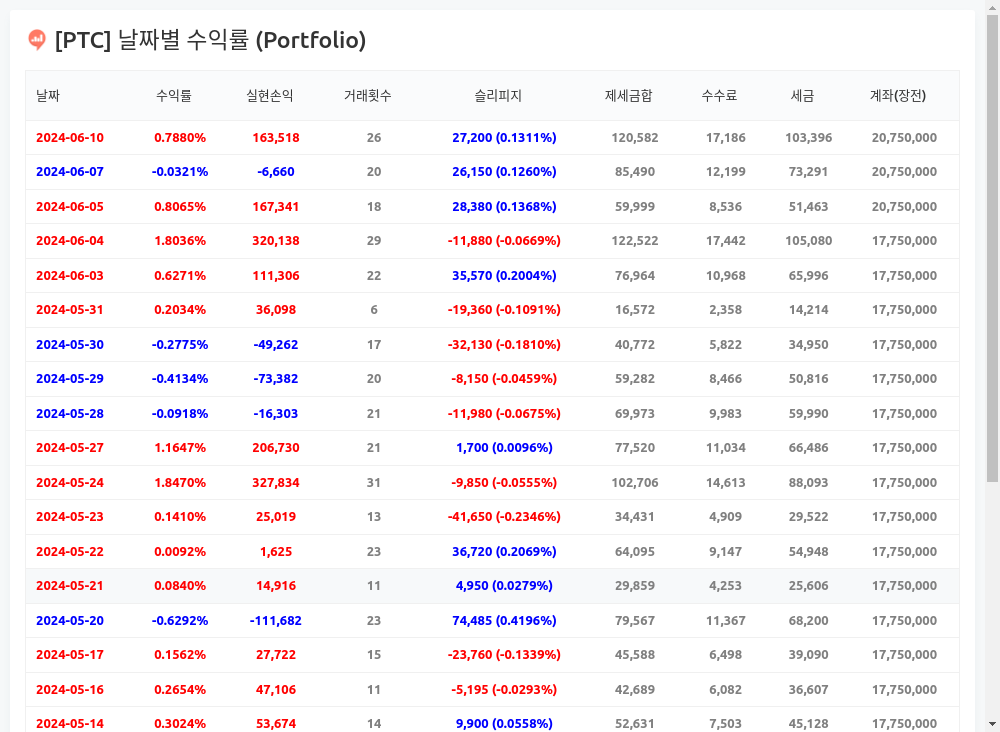 [PTC] 날짜별 수익률 (Portfolio)
날짜 수익률 실현손익 거래횟수 슬리피지 제세금합 수수료 세금 계좌(장전)
2024-06-10 0.7880% 163,518 26 27,200 (0.1311%) 120,582 17,186 103,396 20,750,000
2024-06-07 -0.0321% -6,660 20 26,150 (0.1260%) 85,490 12,199 73,291 20,750,000
2024-06-05 0.8065% 167,341 18 28,380 (0.1368%) 59,999 8,536 51,463 20,750,000
2024-06-04 1.8036% 320,138 29 -11,880 (-0.0669%) 122,522 17,442 105,080 17,750,000
2024-06-03 0.6271% 111,306 22 35,570 (0.2004%) 76,964 10,968 65,996 17,750,000
2024-05-31 0.2034% 36,098 6 -19,360 (-0.1091%) 16,572 2,358 14,214 17,750,000
2024-05-30 -0.2775% -49,262 17 -32,130 (-0.1810%) 40,772 5,822 34,950 17,750,000
2024-05-29 -0.4134% -73,382 20 -8,150 (-0.0459%) 59,282 8,466 50,816 17,750,000
2024-05-28 -0.0918% -16,303 21 -11,980 (-0.0675%) 69,973 9,983 59,990 17,750,000
2024-05-27 1.1647% 206,730 21 1,700 (0.0096%) 77,520 11,034 66,486 17,750,000
2024-05-24 1.8470% 327,834 31 -9,850 (-0.0555%) 102,706 14,613 88,093 17,750,000
2024-05-23 0.1410% 25,019 13 -41,650 (-0.2346%) 34,431 4,909 29,522 17,750,000
2024-05-22 0.0092% 1,625 23 36,720 (0.2069%) 64,095 9,147 54,948 17,750,000
2024-05-21 0.0840% 14,916 11 4,950 (0.0279%) 29,859 4,253 25,606 17,750,000
2024-05-20 -0.6292% -111,682 23 74,485 (0.4196%) 79,567 11,367 68,200 17,750,000
2024-05-17 0.1562% 27,722 15 -23,760 (-0.1339%) 45,588 6,498 39,090 17,750,000
2024-05-16 0.2654% 47,106 11 -5,195 (-0.0293%) 42,689 6,082 36,607 17,750,000
2024-05-14 0.3024% 53,674 14 9,900 (0.0558%) 52,631 7,503 45,128 17,750,000